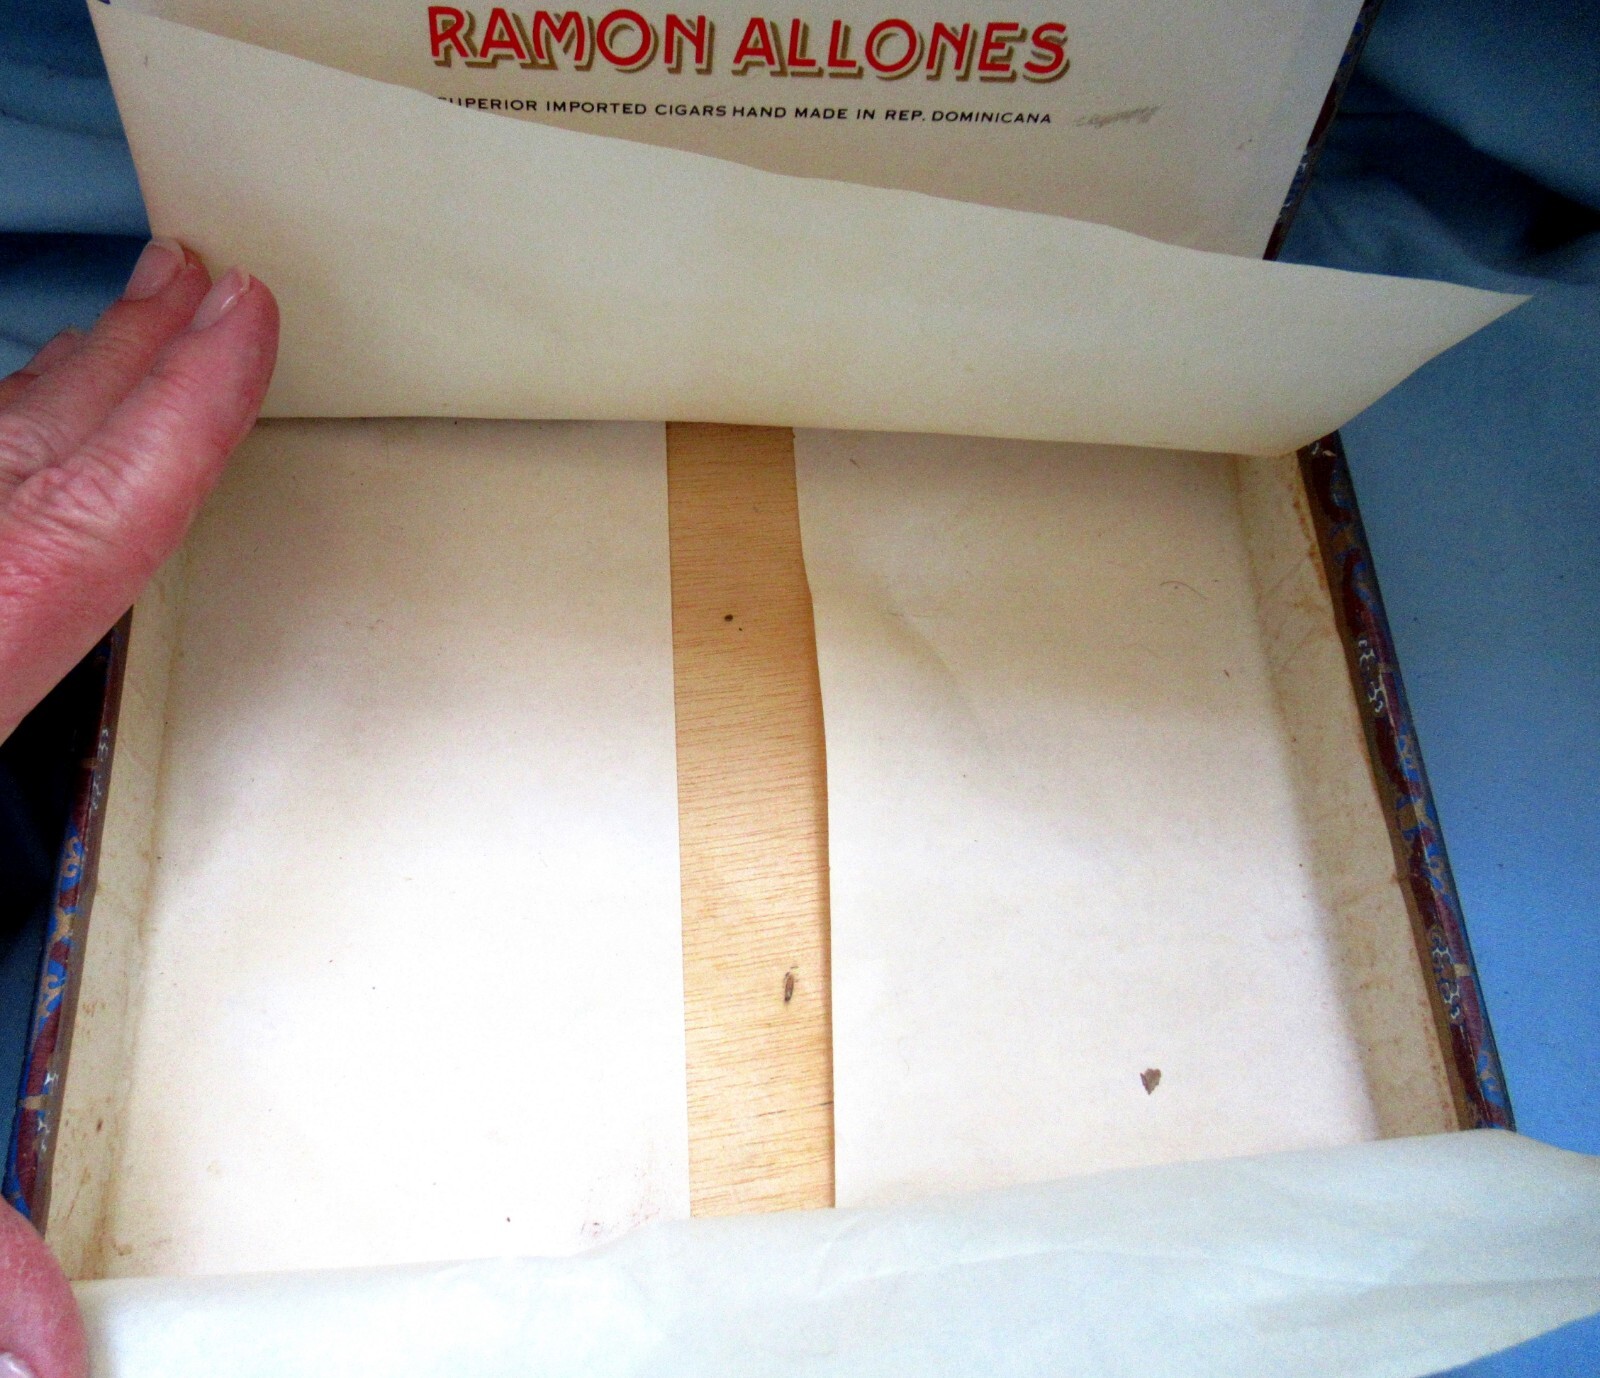 RAMON ALLONES
SUPERIOR IMPORTED CIGARS HAND MADE IN REP. DOMINICANA